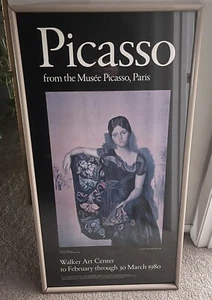 Picasso
from the Musée Picasso, Paris
Walker Art Center
10 February through 30 March 1980